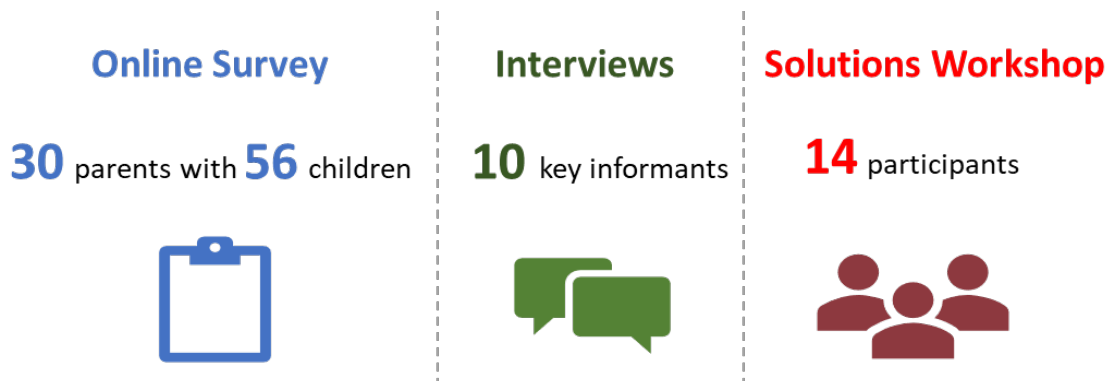 Online Survey
30 parents with 56 children
Interviews
10 key informants
Solutions Workshop
14 participants